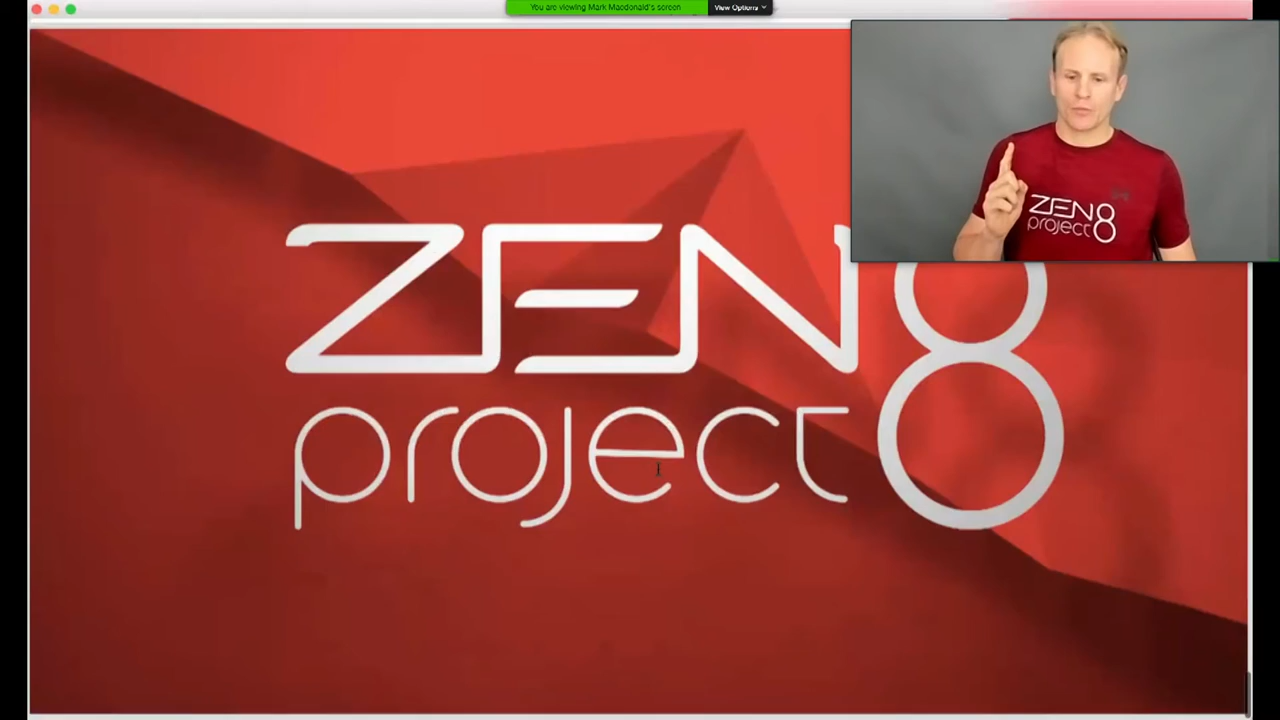 You are viewing Mark Macdonald's screen
View Options
ZEN8
project
ZEN8
project